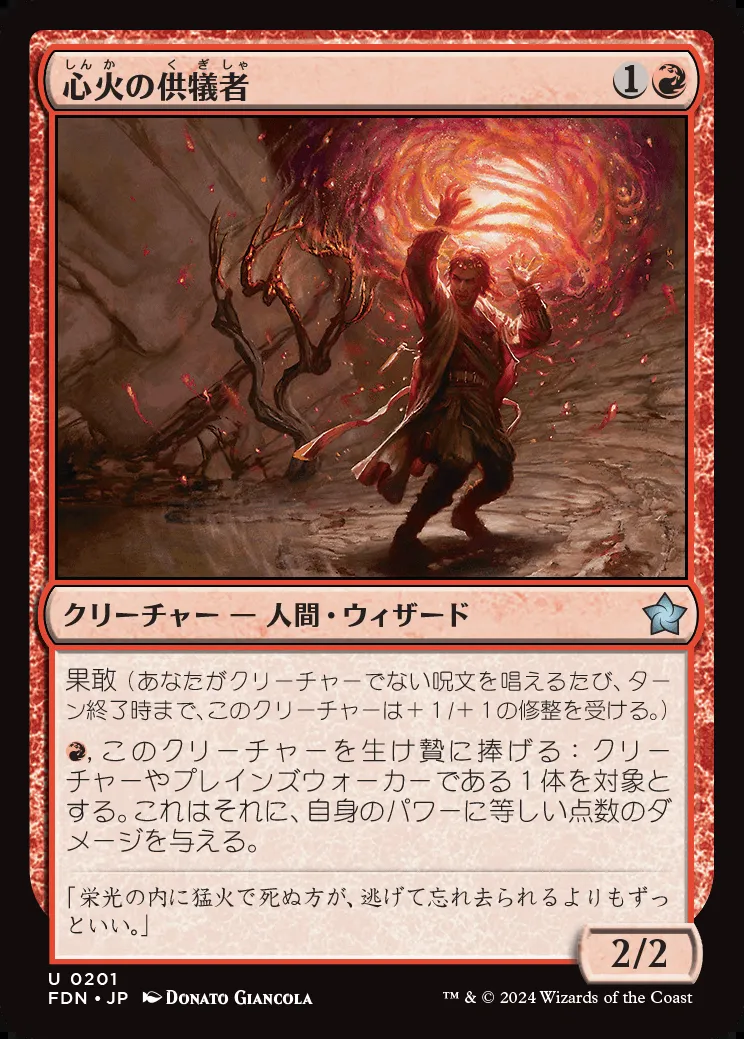 しんか くぎしゃ
心火の供犠者 1
クリーチャー — 人間・ウィザード
果敢（あなたがクリーチャーでない呪文を唱えるたび、ター
ン終了時まで、このクリーチャーは＋１/＋１の修整を受ける。）
, このクリーチャーを生け贄に捧げる：クリー
チャーやプレインズウォーカーである１体を対象と
する。これはそれに、自身のパワーに等しい点数のダ
メージを与える。
「栄光の内に猛火で死ぬ方が、逃げて忘れ去られるよりもずっ
といい。」
2/2
U 0201
FDN • JP Donato Giancola ™ & © 2024 Wizards of the Coast